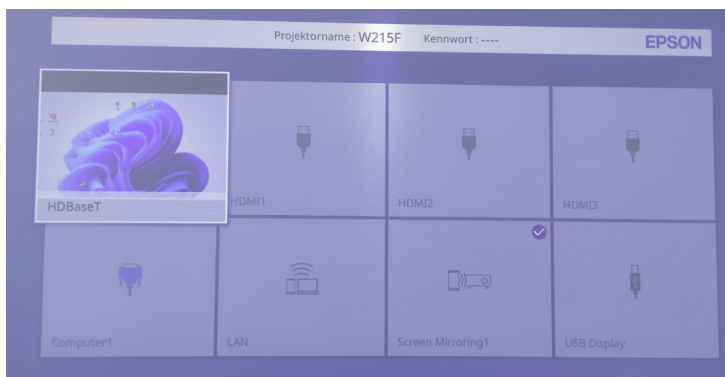 Projektorname : W215F Kennwort : ---- EPSON
HDBaseT HDMI1 HDMI2 HDMI3
Computer1 LAN Screen Mirroring1 USB Display